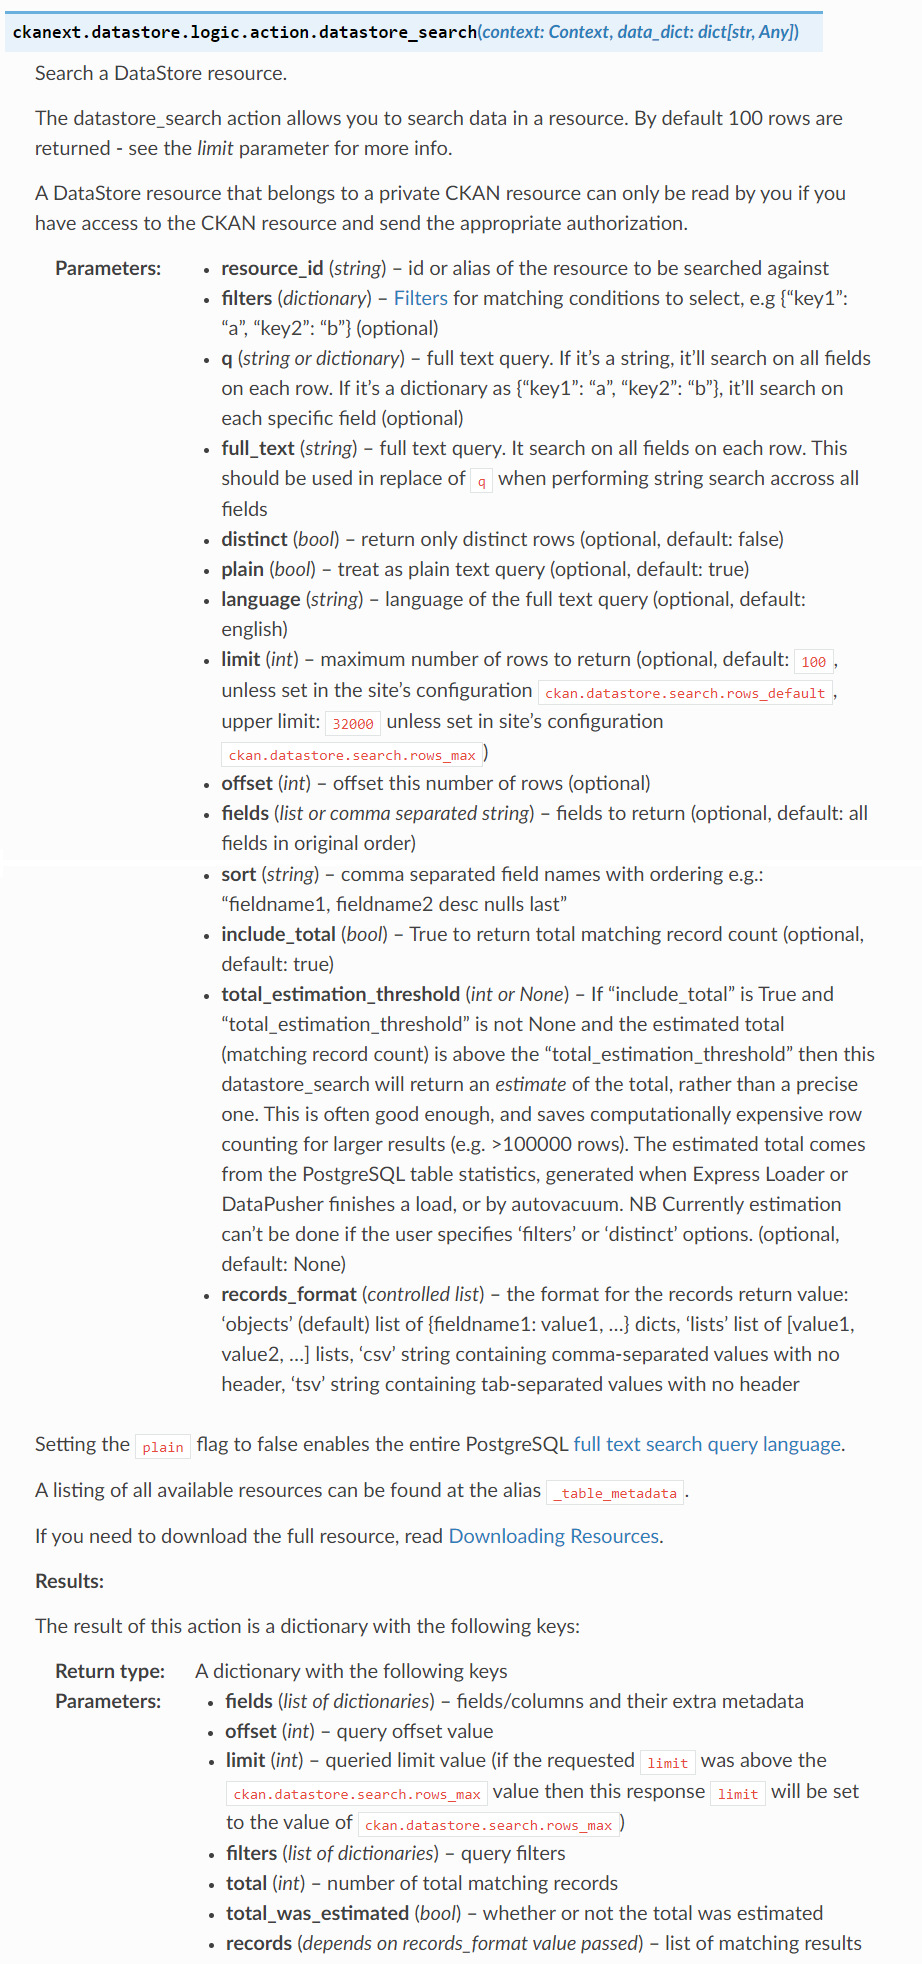 ckanext.datastore.logic.action.datastore_search(context: Context, data_dict: dict[str, Any])
Search a DataStore resource.
The datastore_search action allows you to search data in a resource. By default 100 rows are
returned - see the limit parameter for more info.
A DataStore resource that belongs to a private CKAN resource can only be read by you if you
have access to the CKAN resource and send the appropriate authorization.
Parameters:
• resource_id (string) – id or alias of the resource to be searched against
• filters (dictionary) – Filters for matching conditions to select, e.g {“key1”:
“a”, “key2”: “b”} (optional)
• q (string or dictionary) – full text query. If it’s a string, it’ll search on all fields
on each row. If it’s a dictionary as {“key1”: “a”, “key2”: “b”}, it’ll search on
each specific field (optional)
• full_text (string) – full text query. It search on all fields on each row. This
should be used in replace of q when performing string search accross all
fields
• distinct (bool) – return only distinct rows (optional, default: false)
• plain (bool) – treat as plain text query (optional, default: true)
• language (string) – language of the full text query (optional, default:
english)
• limit (int) – maximum number of rows to return (optional, default: 100 ,
unless set in the site’s configuration ckan.datastore.search.rows_default ,
upper limit: 32000 unless set in site’s configuration
ckan.datastore.search.rows_max )
• offset (int) – offset this number of rows (optional)
• fields (list or comma separated string) – fields to return (optional, default: all
fields in original order)
• sort (string) – comma separated field names with ordering e.g.:
“fieldname1, fieldname2 desc nulls last”
• include_total (bool) – True to return total matching record count (optional,
default: true)
• total_estimation_threshold (int or None) – If “include_total” is True and
“total_estimation_threshold” is not None and the estimated total
(matching record count) is above the “total_estimation_threshold” then this
datastore_search will return an estimate of the total, rather than a precise
one. This is often good enough, and saves computationally expensive row
counting for larger results (e.g. >100000 rows). The estimated total comes
from the PostgreSQL table statistics, generated when Express Loader or
DataPusher finishes a load, or by autovacuum. NB Currently estimation
can’t be done if the user specifies ‘filters’ or ‘distinct’ options. (optional,
default: None)
• records_format (controlled list) – the format for the records return value:
‘objects’ (default) list of {fieldname1: value1, …} dicts, ‘lists’ list of [value1,
value2, …] lists, ‘csv’ string containing comma-separated values with no
header, ‘tsv’ string containing tab-separated values with no header
Setting the plain flag to false enables the entire PostgreSQL full text search query language.
A listing of all available resources can be found at the alias _table_metadata .
If you need to download the full resource, read Downloading Resources.
Results:
The result of this action is a dictionary with the following keys:
Return type: A dictionary with the following keys
Parameters:
• fields (list of dictionaries) – fields/columns and their extra metadata
• offset (int) – query offset value
• limit (int) – queried limit value (if the requested limit was above the
ckan.datastore.search.rows_max value then this response limit will be set
to the value of ckan.datastore.search.rows_max )
• filters (list of dictionaries) – query filters
• total (int) – number of total matching records
• total_was_estimated (bool) – whether or not the total was estimated
• records (depends on records_format value passed) – list of matching results